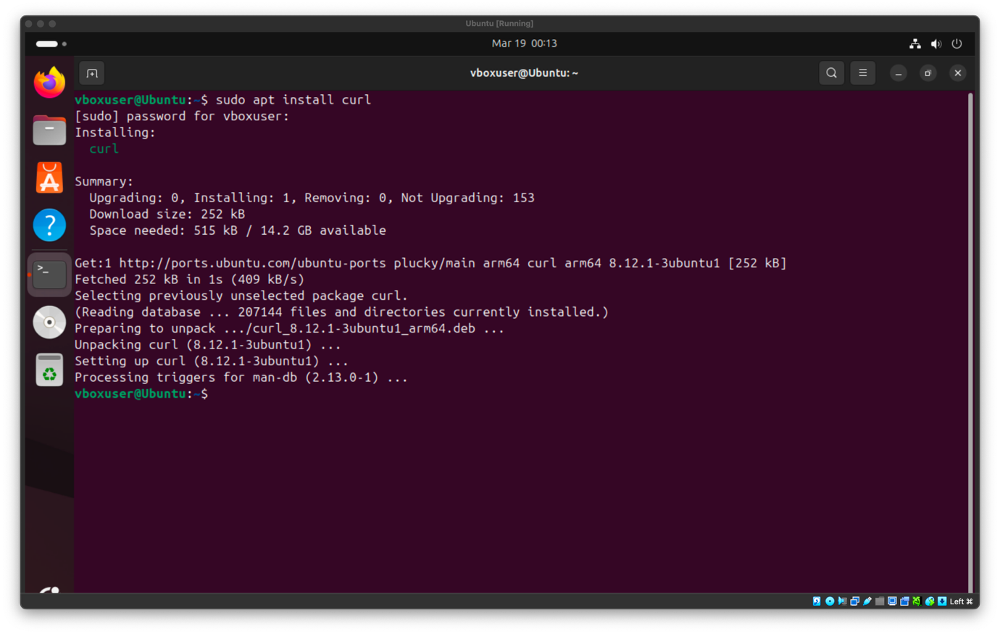 Ubuntu [Running]
Mar 19 00:13
vboxuser@Ubuntu: ~
vboxuser@Ubuntu:~$ sudo apt install curl
[sudo] password for vboxuser:
Installing:
  curl

Summary:
  Upgrading: 0, Installing: 1, Removing: 0, Not Upgrading: 153
  Download size: 252 kB
  Space needed: 515 kB / 14.2 GB available

Get:1 http://ports.ubuntu.com/ubuntu-ports plucky/main arm64 curl arm64 8.12.1-3ubuntu1 [252 kB]
Fetched 252 kB in 1s (409 kB/s)
Selecting previously unselected package curl.
(Reading database ... 207144 files and directories currently installed.)
Preparing to unpack .../curl_8.12.1-3ubuntu1_arm64.deb ...
Unpacking curl (8.12.1-3ubuntu1) ...
Setting up curl (8.12.1-3ubuntu1) ...
Processing triggers for man-db (2.13.0-1) ...
vboxuser@Ubuntu:~$
Left ⌘